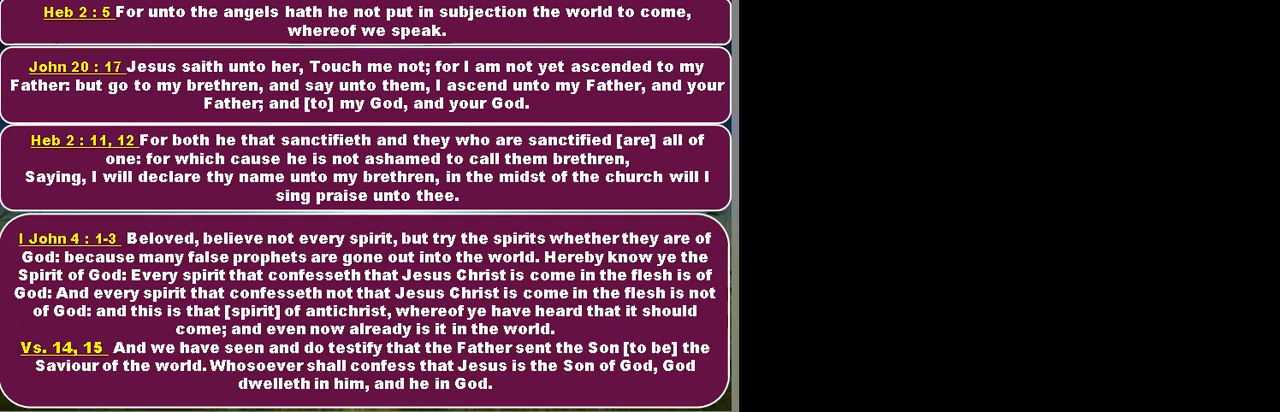 Heb 2 : 5 For unto the angels hath he not put in subjection the world to come,
whereof we speak.
John 20 : 17 Jesus saith unto her, Touch me not; for I am not yet ascended to my
Father: but go to my brethren, and say unto them, I ascend unto my Father, and your
Father; and [to] my God, and your God.
Heb 2 : 11, 12 For both he that sanctifieth and they who are sanctified [are] all of
one: for which cause he is not ashamed to call them brethren,
Saying, I will declare thy name unto my brethren, in the midst of the church will I
sing praise unto thee.
I John 4 : 1-3 Beloved, believe not every spirit, but try the spirits whether they are of
God: because many false prophets are gone out into the world. Hereby know ye the
Spirit of God: Every spirit that confesseth that Jesus Christ is come in the flesh is of
God: And every spirit that confesseth not that Jesus Christ is come in the flesh is not
of God: and this is that [spirit] of antichrist, whereof ye have heard that it should
come; and even now already is it in the world.
Vs. 14, 15 And we have seen and do testify that the Father sent the Son [to be] the
Saviour of the world. Whosoever shall confess that Jesus is the Son of God, God
dwelleth in him, and he in God.